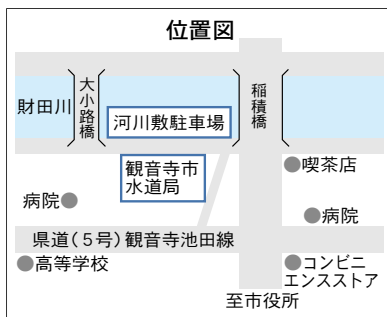 位置図
財田川
大小路橋
河川敷駐車場
稲積橋
観音寺市
水道局
喫茶店
病院
病院
県道（5号）観音寺池田線
高等学校
コンビニ
エンスストア
至市役所